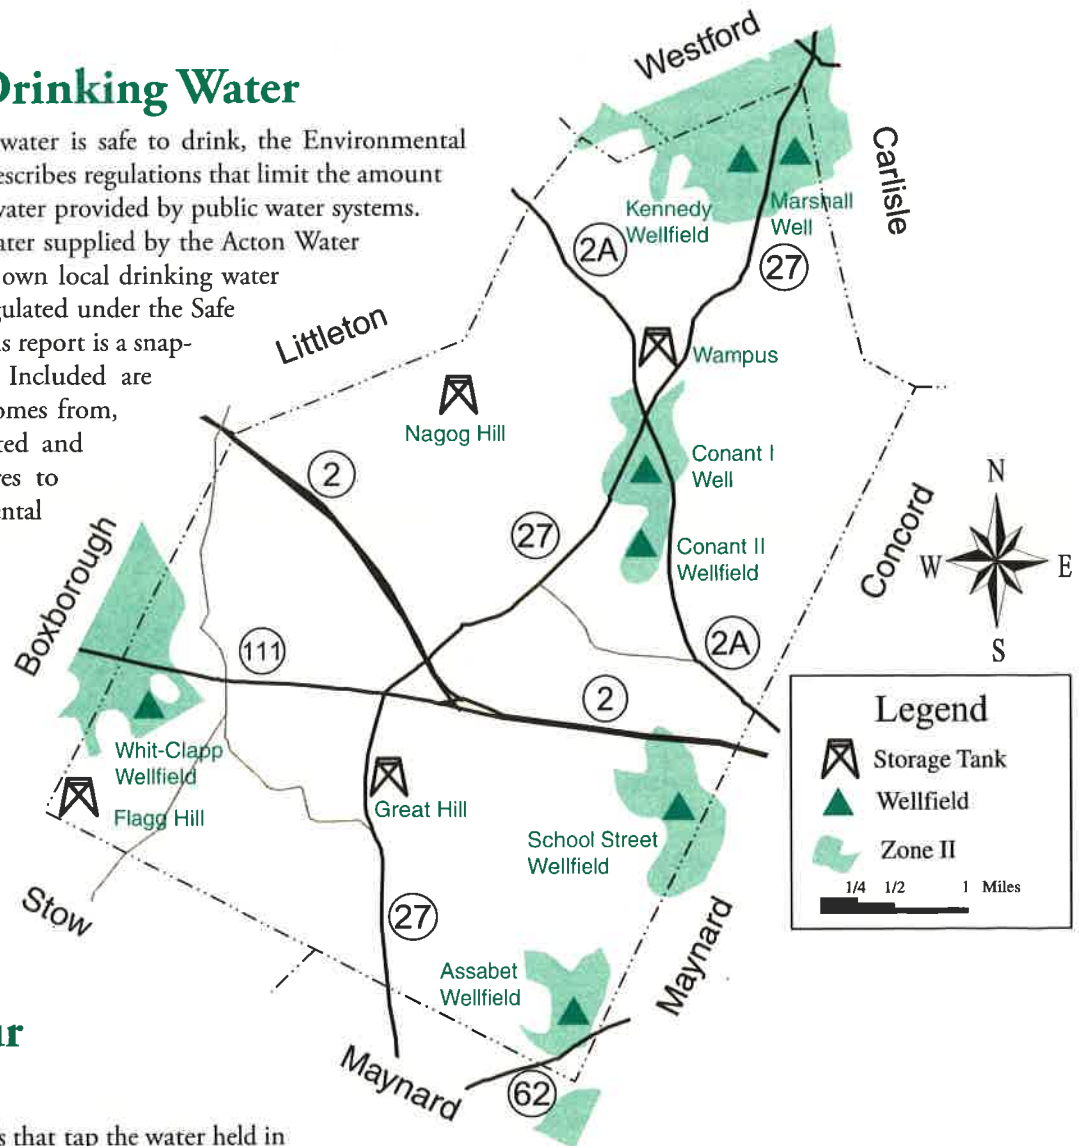 Drinking Water
water is safe to drink, the Environmental
escribes regulations that limit the amount
water provided by public water systems.
ater supplied by the Acton Water
own local drinking water
gulated under the Safe
s report is a snap-
Included are
omes from,
ted and
res to
ental
Westford
Carlisle
Kennedy
Wellfield
Marshall
Well
2A
27
Littleton
Wampus
Nagog Hill
Conant I
Well
2
27
Conant II
Wellfield
Concord
N
W
E
S
Boxborough
111
2A
2
Whit-Clapp
Wellfield
Flagg Hill
Great Hill
School Street
Wellfield
Legend
Storage Tank
Wellfield
Zone II
1/4 1/2 1 Miles
Stow
27
Assabet
Wellfield
Maynard
Maynard
62
ur
s that tap the water held in